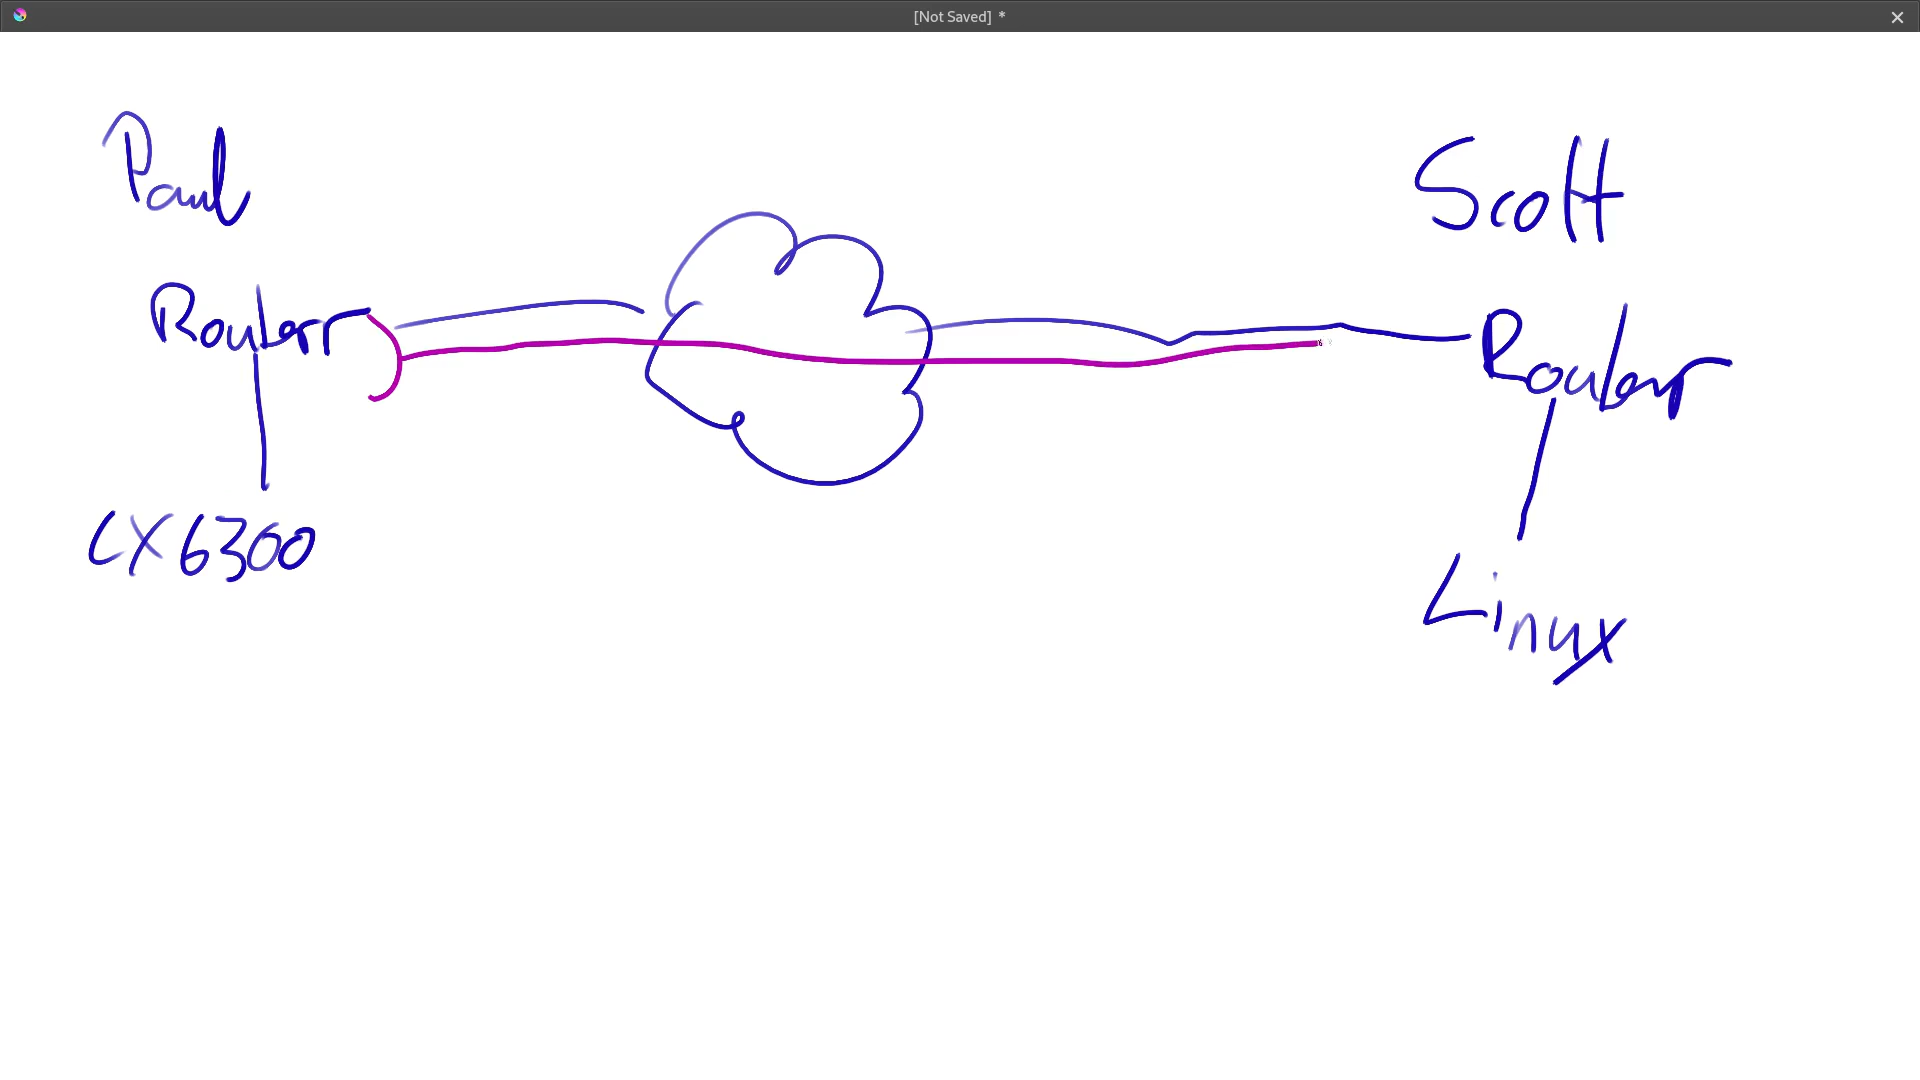 [Not Saved] *
Paul
Scott
Router
Router
CX6300
Linux